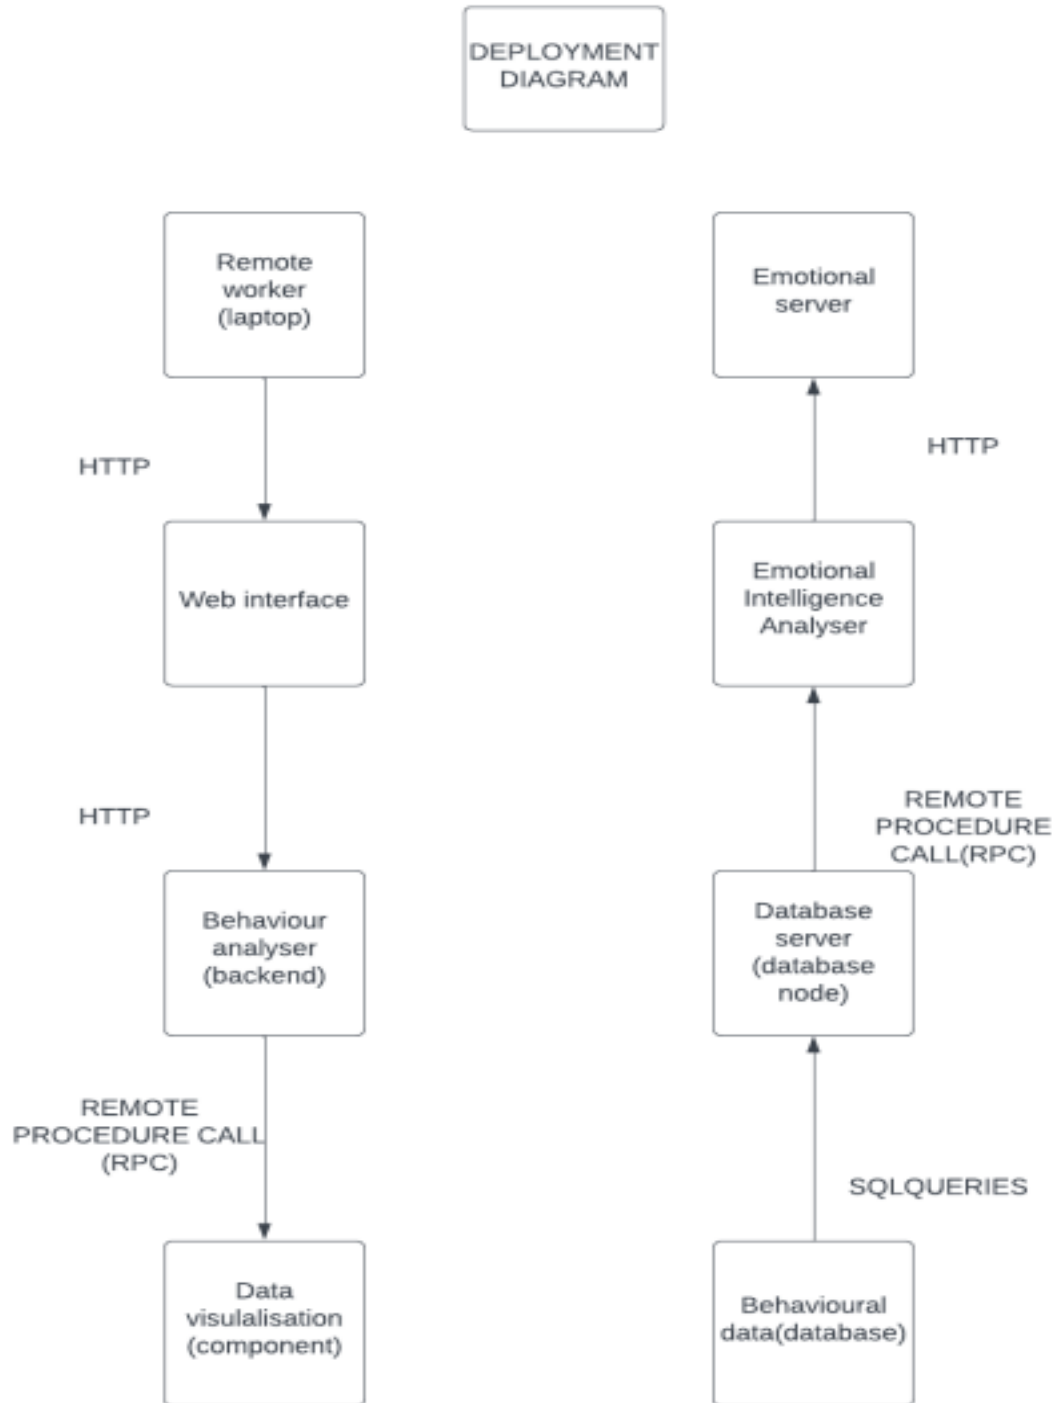 DEPLOYMENT
DIAGRAM
Remote
worker
(laptop)
HTTP
Web interface
HTTP
Behaviour
analyser
(backend)
REMOTE
PROCEDURE CALL
(RPC)
Data
visulalisation
(component)
Emotional
server
HTTP
Emotional
Intelligence
Analyser
REMOTE
PROCEDURE
CALL(RPC)
Database
server
(database
node)
SQLQUERIES
Behavioural
data(database)